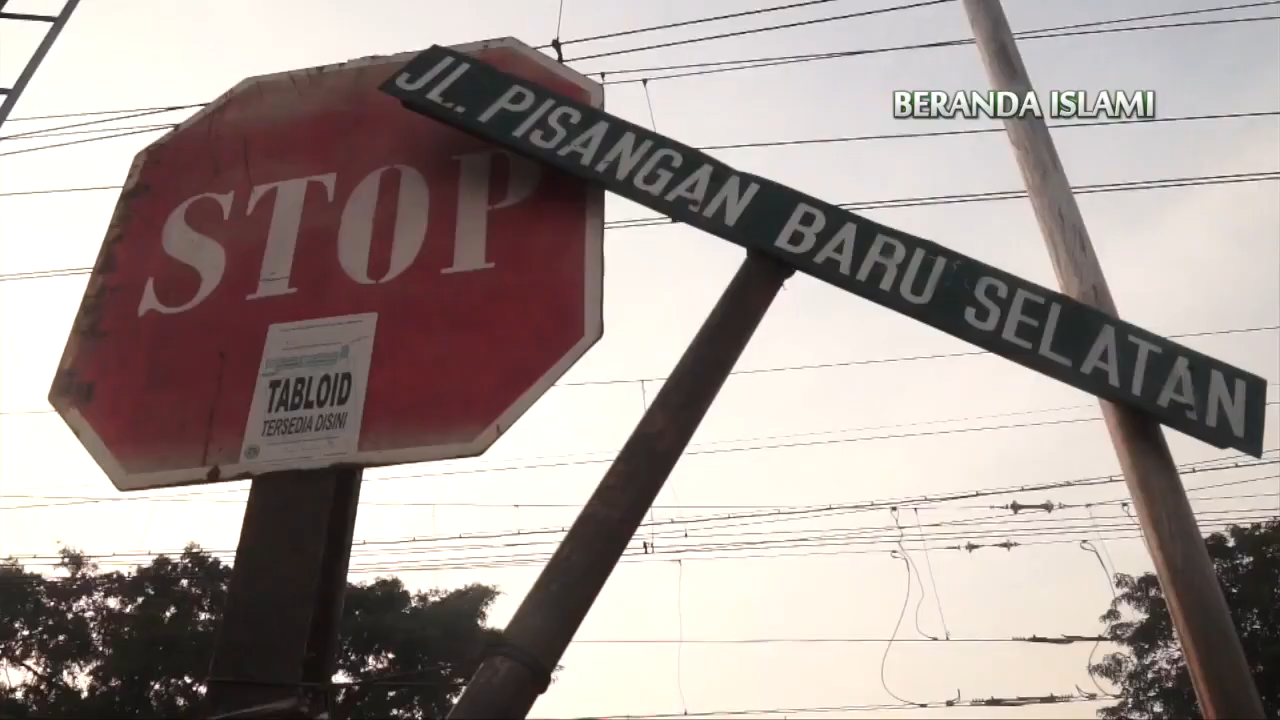 JL. PISANGAN BARU SELATAN
BERANDA ISLAMI
STOP
TABLOID
TERSEDIA DISINI